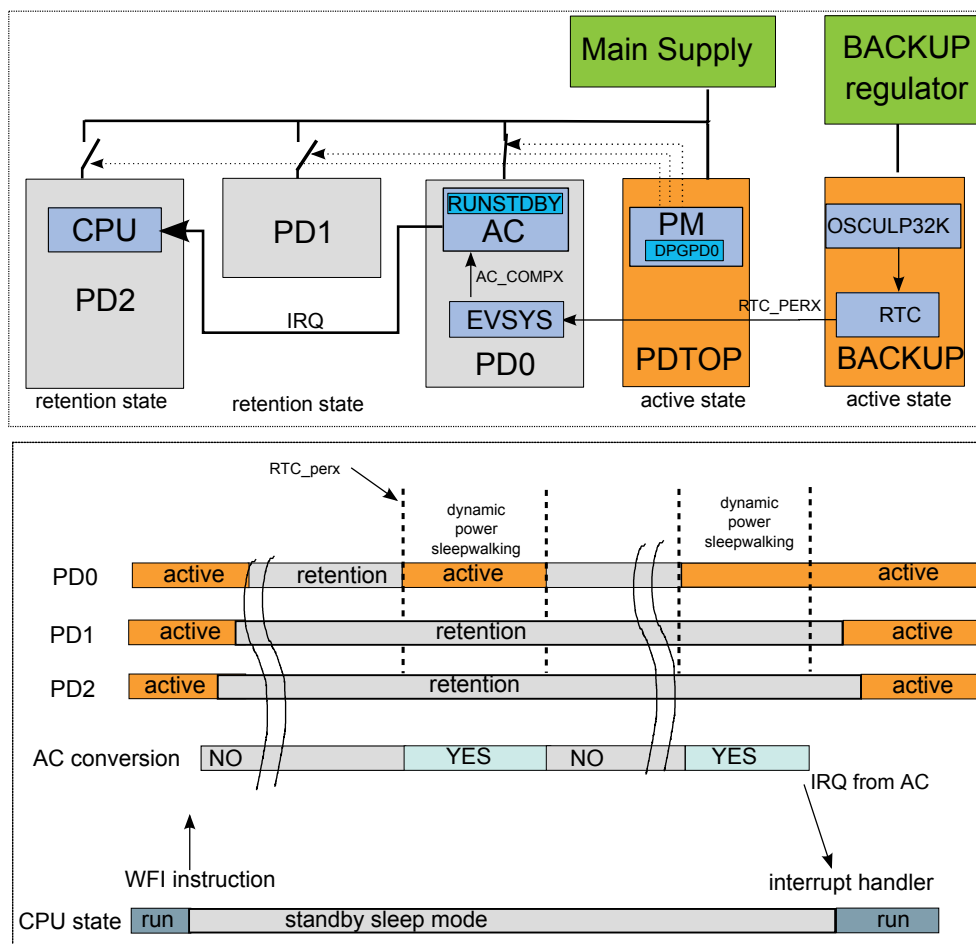 Main Supply
BACKUP
regulator
RUNSTDBY
CPU
AC
PM
OSCULP32K
PD1
DPGPD0
AC_COMPX
PD2
RTC_PERX
IRQ
EVSYS
RTC
PD0
PDTOP
BACKUP
retention state
retention state
active state
active state
RTC_perx
dynamic
power
sleepwalking
dynamic
power
sleepwalking
PD0
active
retention
active
active
PD1
active
retention
active
PD2
active
retention
active
AC conversion
NO
YES
NO
YES
IRQ from AC
WFI instruction
interrupt handler
CPU state
run
standby sleep mode
run